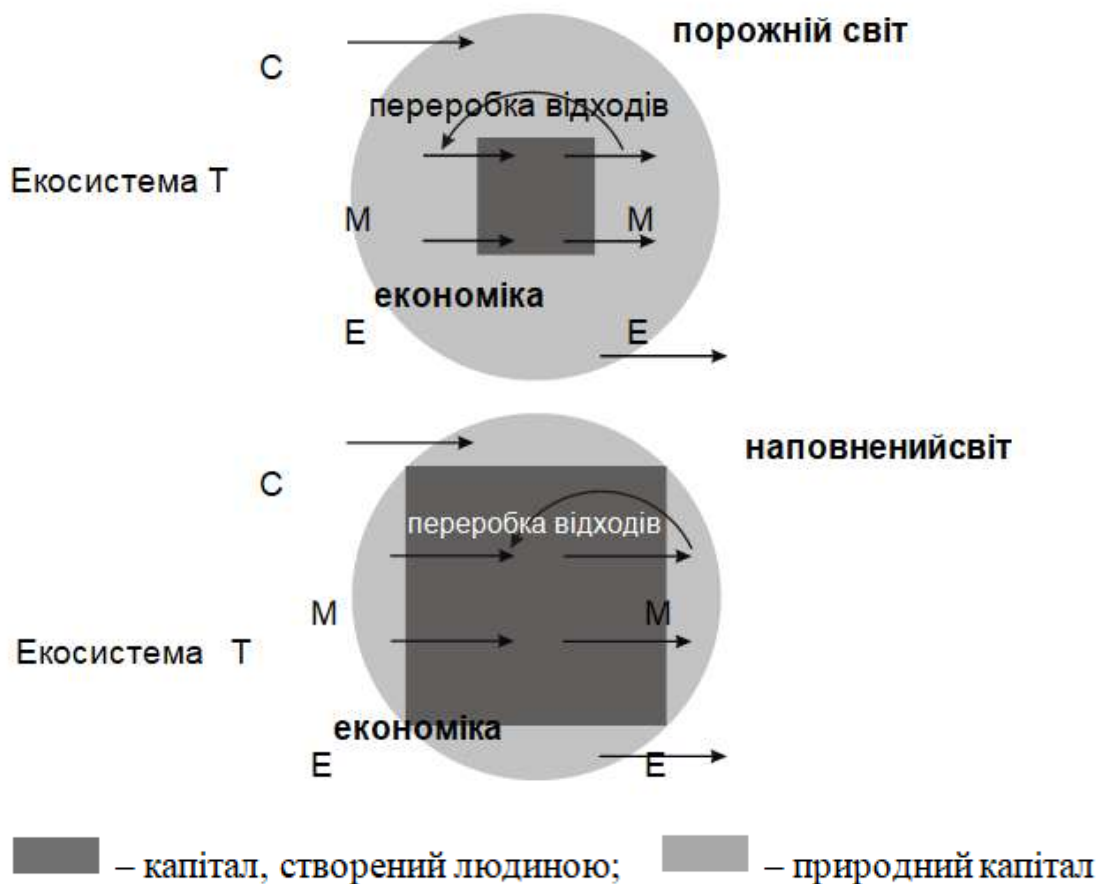 порожній світ
С
переробка відходів
Екосистема Т
М М
економіка
Е Е
наповненийсвіт
С
переробка відходів
М М
Екосистема Т
економіка
Е Е
– капітал, створений людиною; – природний капітал